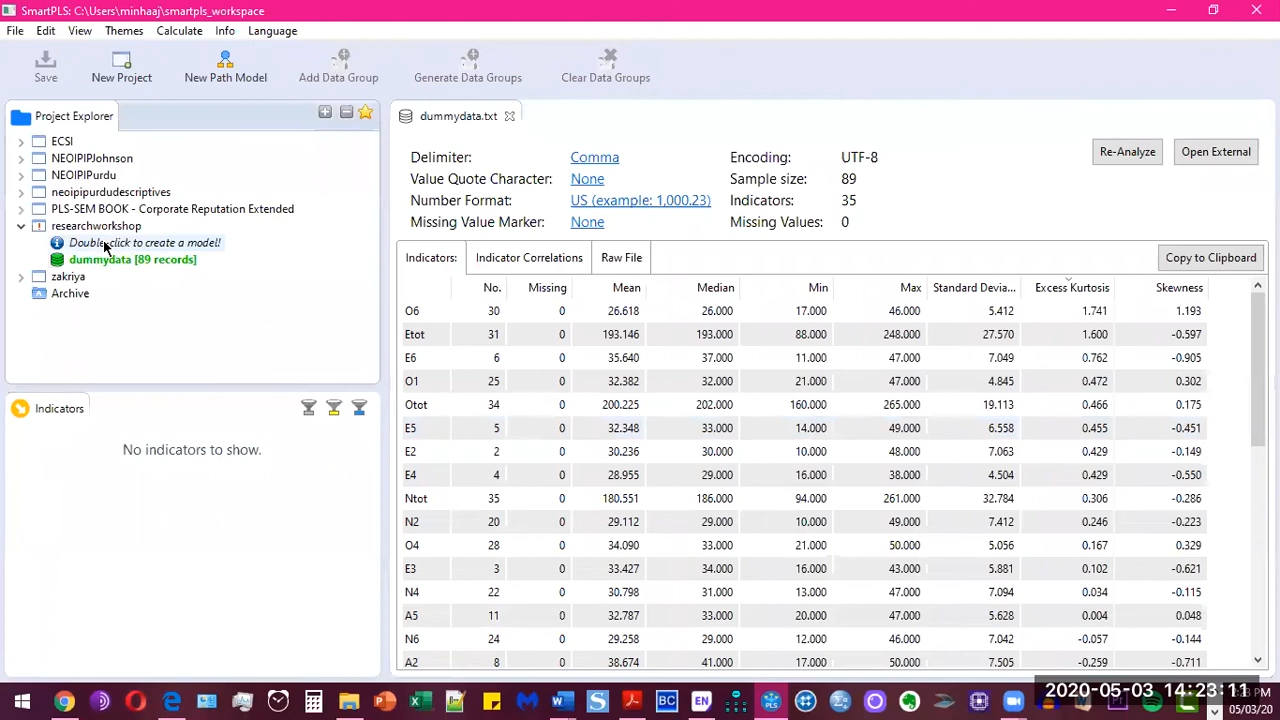 SmartPLS: C:\Users\minhaaj\smartpls_workspace
File Edit View Themes Calculate Info Language
Save New Project New Path Model Add Data Group Generate Data Groups Clear Data Groups
Project Explorer
ECSI
NEOIPIPJohnson
NEOIPIPurdu
neoipipurdudescriptives
PLS-SEM BOOK - Corporate Reputation Extended
researchworkshop
Double-click to create a model!
dummydata [89 records]
zakriya
Archive
Indicators
No indicators to show.
dummydata.txt
Delimiter: Comma Encoding: UTF-8 Re-Analyze Open External
Value Quote Character: None Sample size: 89
Number Format: US (example: 1,000.23) Indicators: 35
Missing Value Marker: None Missing Values: 0
Indicators: Indicator Correlations Raw File Copy to Clipboard
No. Missing Mean Median Min Max Standard Devia... Excess Kurtosis Skewness
O6 30 0 26.618 26.000 17.000 46.000 5.412 1.741 1.193
Etot 31 0 193.146 193.000 88.000 248.000 27.570 1.600 -0.597
E6 6 0 35.640 37.000 11.000 47.000 7.049 0.762 -0.905
O1 25 0 32.382 32.000 21.000 47.000 4.845 0.472 0.302
Otot 34 0 200.225 202.000 160.000 265.000 19.113 0.466 0.175
E5 5 0 32.348 33.000 14.000 49.000 6.558 0.455 -0.451
E2 2 0 30.236 30.000 10.000 48.000 7.063 0.429 -0.149
E4 4 0 28.955 29.000 16.000 38.000 4.504 0.429 -0.550
Ntot 35 0 180.551 186.000 94.000 261.000 32.784 0.306 -0.286
N2 20 0 29.112 29.000 10.000 49.000 7.412 0.246 -0.223
O4 28 0 34.090 33.000 21.000 50.000 5.056 0.167 0.329
E3 3 0 33.427 34.000 16.000 43.000 5.881 0.102 -0.621
N4 22 0 30.798 31.000 13.000 47.000 7.094 0.034 -0.115
A5 11 0 32.787 33.000 20.000 47.000 5.628 0.004 0.048
N6 24 0 29.258 29.000 12.000 46.000 7.042 -0.057 -0.144
A2 8 0 38.674 41.000 17.000 50.000 7.505 -0.259 -0.711
BC EN PLS
2020-05-03 14:23:11
05/03/20